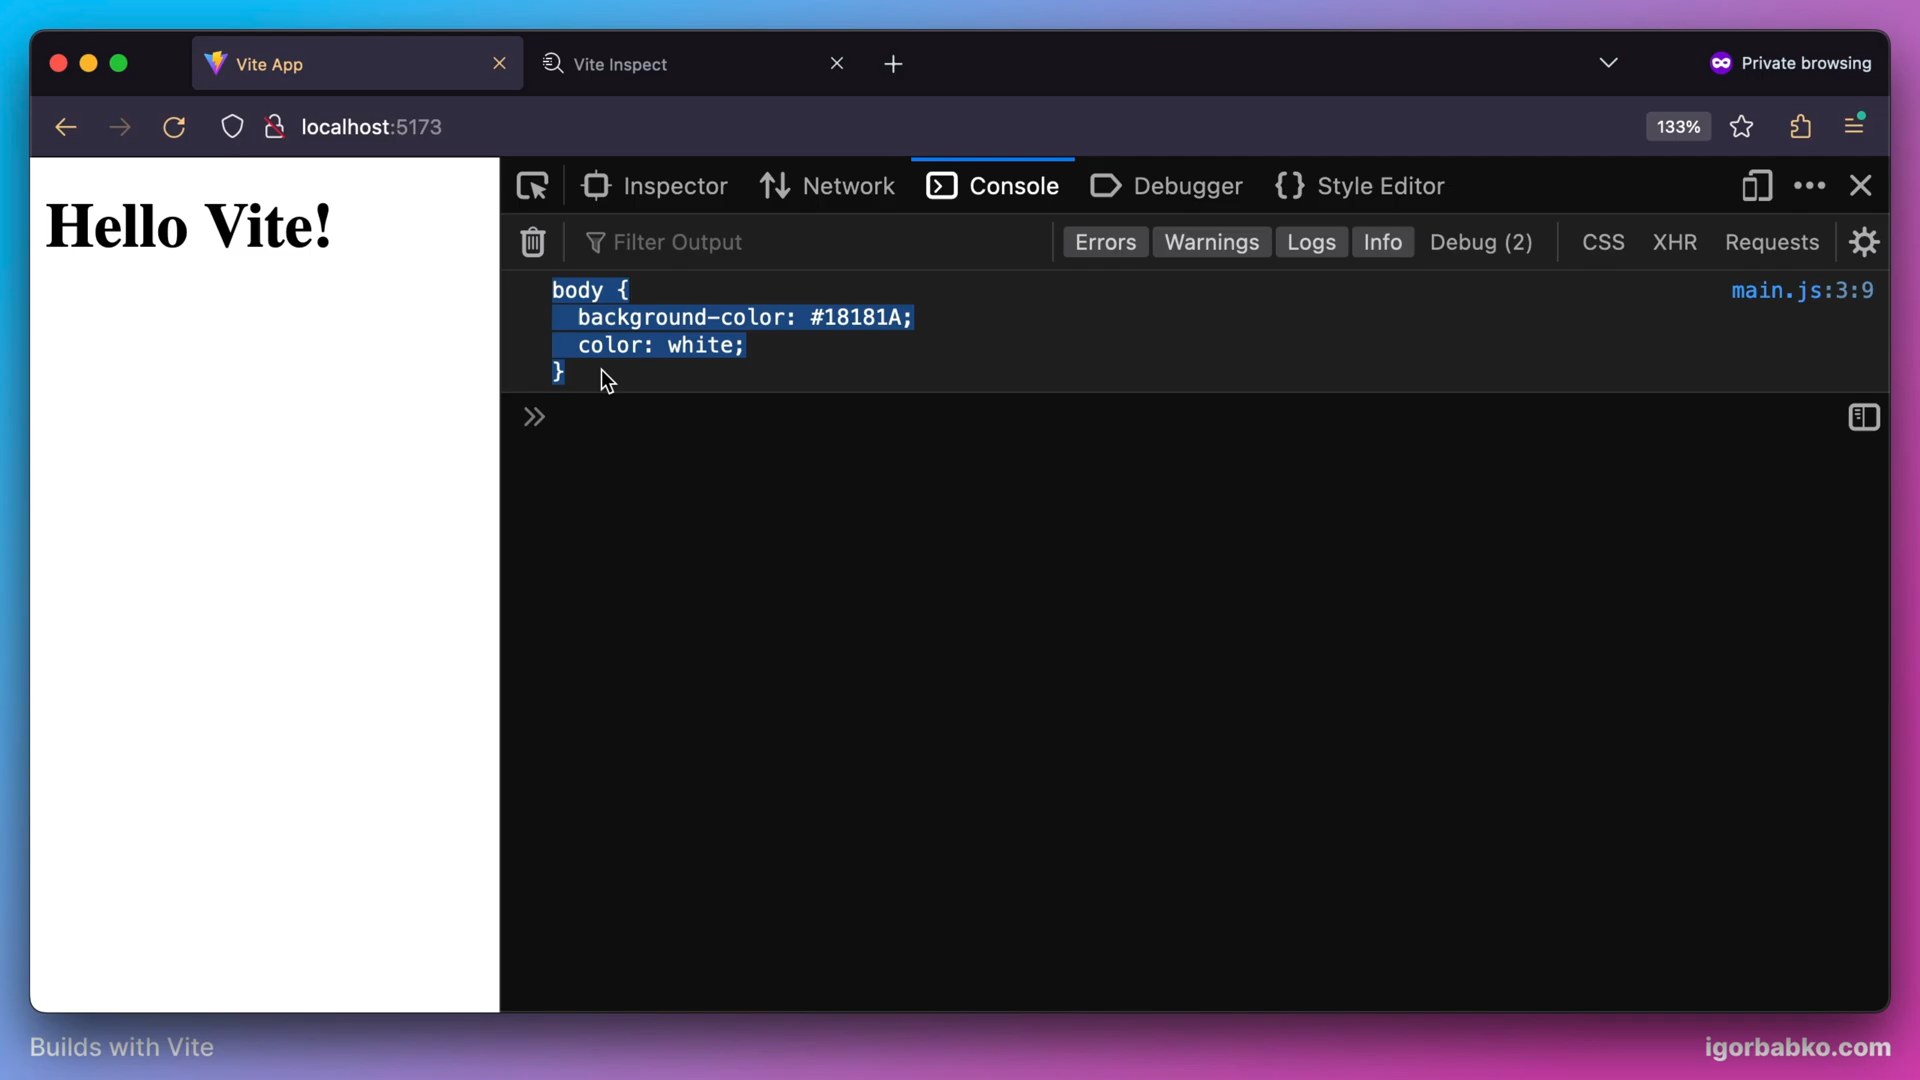 Vite App
Vite Inspect
Private browsing
localhost:5173
133%
Hello Vite!
Inspector
Network
Console
Debugger
Style Editor
Filter Output
Errors
Warnings
Logs
Info
Debug (2)
CSS
XHR
Requests
body {
main.js:3:9
background-color: #18181A;
color: white;
}
Builds with Vite
igorbabko.com